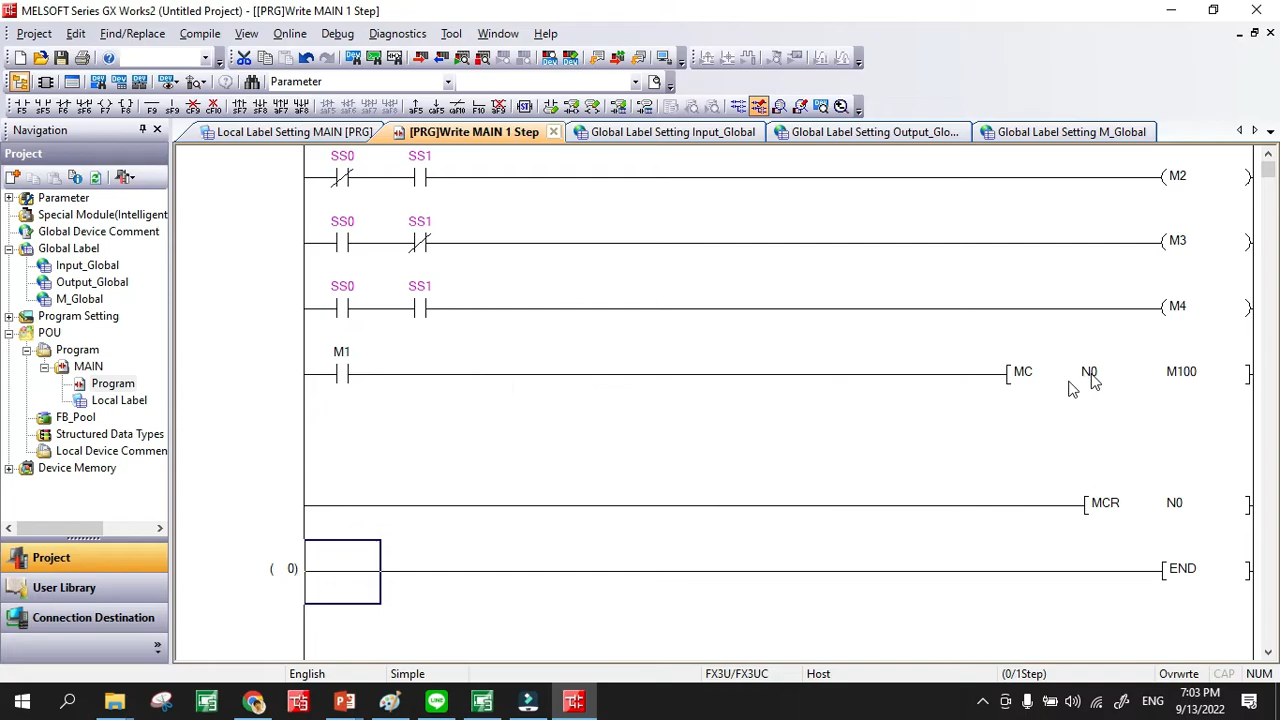 MELSOFT Series GX Works2 (Untitled Project) - [[PRG]Write MAIN 1 Step]
Project Edit Find/Replace Compile View Online Debug Diagnostics Tool Window Help
Parameter
Navigation
Local Label Setting MAIN [PRG] [PRG]Write MAIN 1 Step Global Label Setting Input_Global Global Label Setting Output_Glo... Global Label Setting M_Global
Project
Parameter
Special Module(Intelligent
Global Device Comment
Global Label
Input_Global
Output_Global
M_Global
Program Setting
POU
Program
MAIN
Program
Local Label
FB_Pool
Structured Data Types
Local Device Commen
Device Memory
Project
User Library
Connection Destination
SS0 SS1
M2
SS0 SS1
M3
SS0 SS1
M4
M1
MC N0 M100
MCR N0
( 0) END
English Simple FX3U/FX3UC Host (0/1Step) Ovrwrte CAP NUM
ENG 7:03 PM
9/13/2022